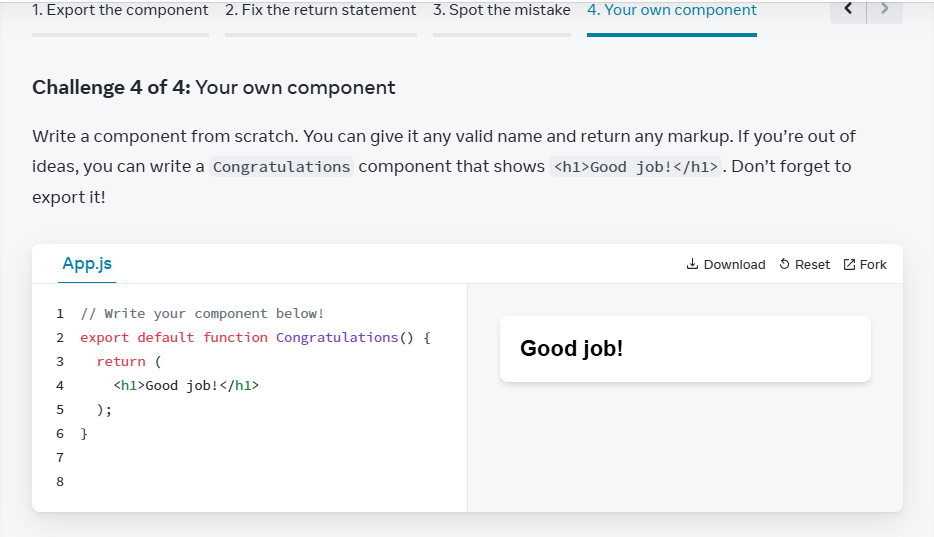 1. Export the component 2. Fix the return statement 3. Spot the mistake 4. Your own component
Challenge 4 of 4: Your own component
Write a component from scratch. You can give it any valid name and return any markup. If you’re out of
ideas, you can write a Congratulations component that shows <h1>Good job!</h1>. Don’t forget to
export it!
App.js
Download Reset Fork
1 // Write your component below!
2 export default function Congratulations() {
3   return (
4     <h1>Good job!</h1>
5   );
6 }
7
8
Good job!